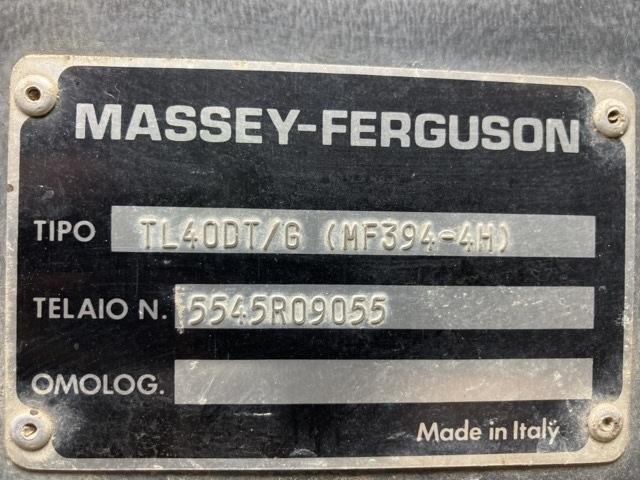 MASSEY-FERGUSON
TIPO TL40DT/G (MF394-4H)
TELAIO N. 5545R09055
OMOLOG.
Made in Italy